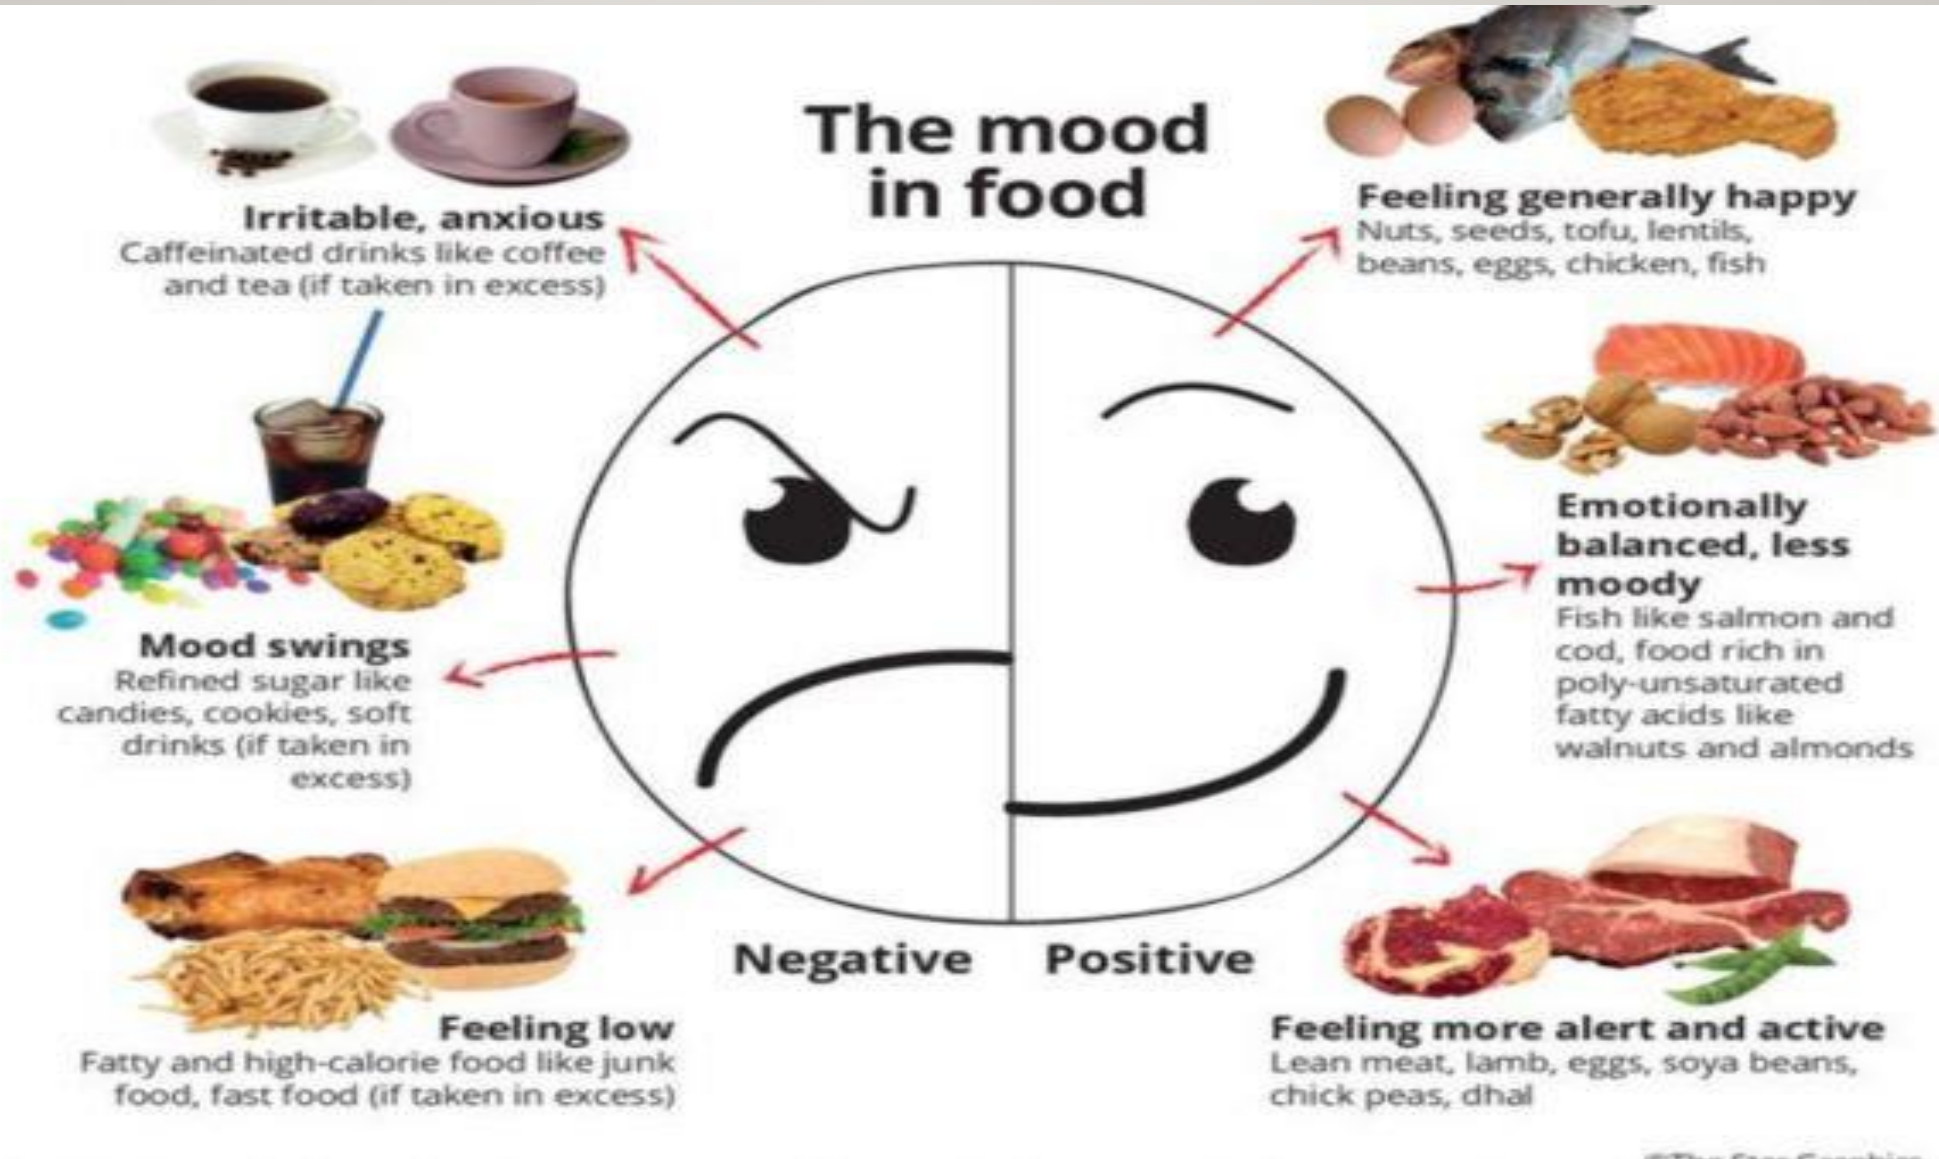 The mood
in food
Irritable, anxious
Caffeinated drinks like coffee
and tea (if taken in excess)
Mood swings
Refined sugar like
candies, cookies, soft
drinks (if taken in
excess)
Feeling low
Fatty and high-calorie food like junk
food, fast food (if taken in excess)
Negative
Positive
Feeling generally happy
Nuts, seeds, tofu, lentils,
beans, eggs, chicken, fish
Emotionally
balanced, less
moody
Fish like salmon and
cod, food rich in
poly-unsaturated
fatty acids like
walnuts and almonds
Feeling more alert and active
Lean meat, lamb, eggs, soya beans,
chick peas, dhal